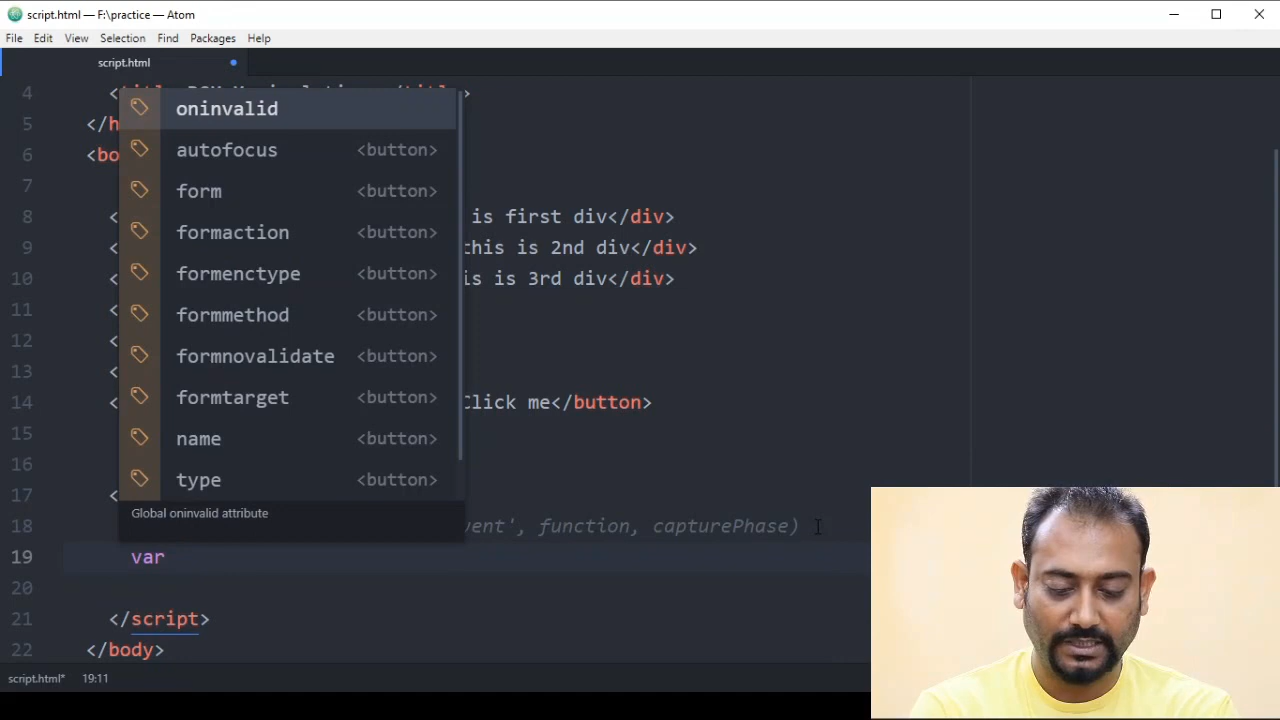 script.html — F:\practice — Atom
File Edit View Selection Find Packages Help
script.html
4
5 </h
6 <bo
7
8 < is first div</div>
9 < this is 2nd div</div>
10 < is is 3rd div</div>
11 <
12 <
13 <
14 < Click me</button>
15
16
17 <
18 vent', function, capturePhase)
19 var
20
21 </script>
22 </body>
oninvalid
autofocus <button>
form <button>
formaction <button>
formenctype <button>
formmethod <button>
formnovalidate <button>
formtarget <button>
name <button>
type <button>
Global oninvalid attribute
script.html* 19:11